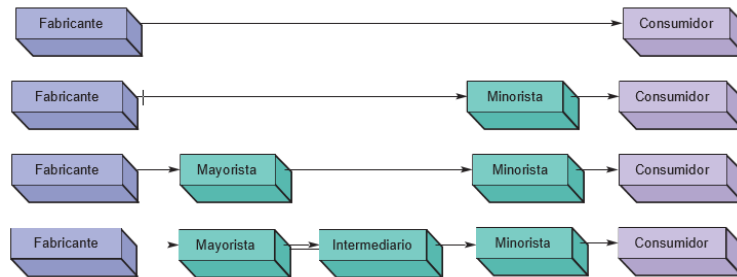 Fabricante Consumidor
Fabricante Minorista Consumidor
Fabricante Mayorista Minorista Consumidor
Fabricante Mayorista Intermediario Minorista Consumidor